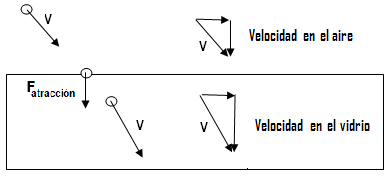 V
V
Velocidad en el aire
Fatracción
V
V
Velocidad en el vidrio